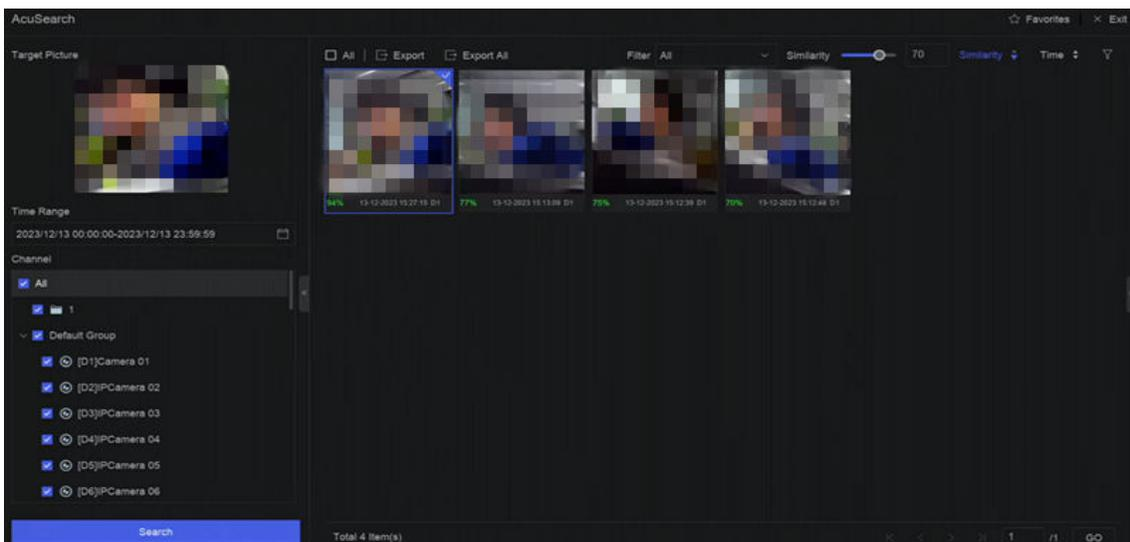 AcuSearch
Favorites
Exit
Target Picture
All
Export
Export All
Filter All
Similarity
70
Similarity
Time
94% 13-12-2023 15:27:15 D1
77% 13-12-2023 15:13:09 D1
75% 13-12-2023 15:12:39 D1
70% 13-12-2023 15:12:48 D1
Time Range
2023/12/13 00:00:00-2023/12/13 23:59:59
Channel
All
1
Default Group
[D1]Camera 01
[D2]IPCamera 02
[D3]IPCamera 03
[D4]IPCamera 04
[D5]IPCamera 05
[D6]IPCamera 06
Search
Total 4 Item(s)
1
/1
GO